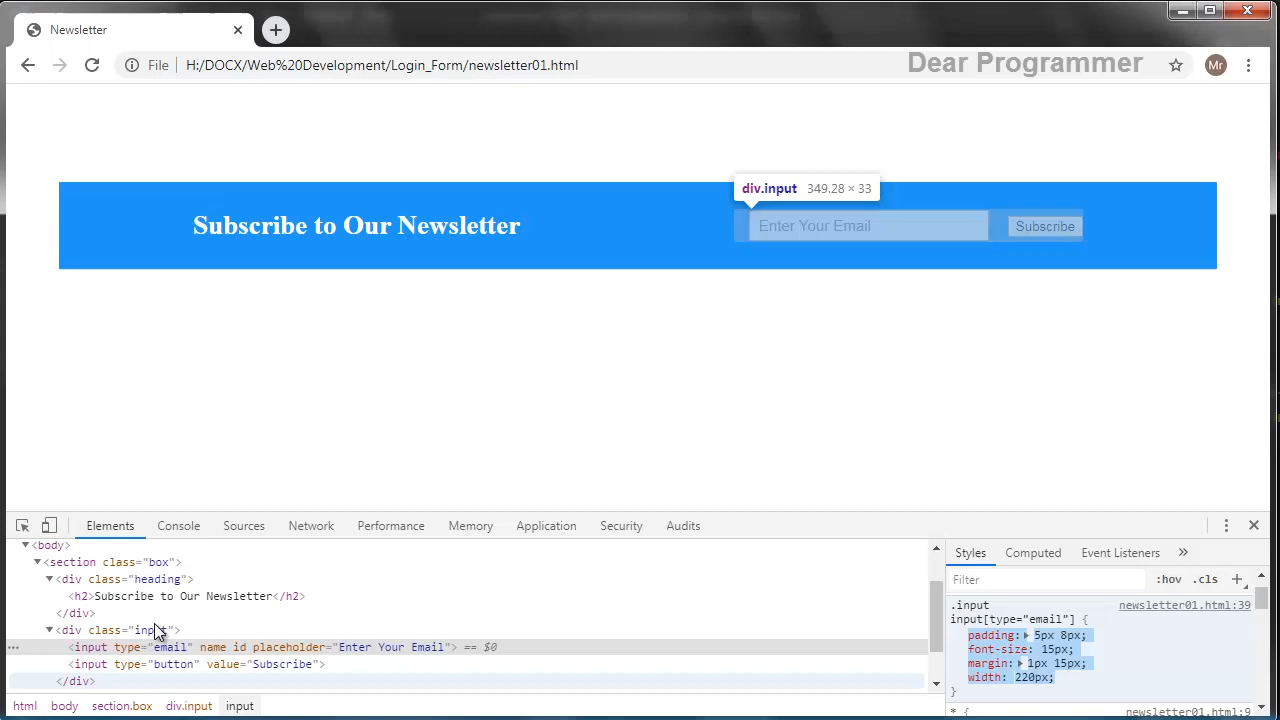 Newsletter
File
H:/DOCX/Web%20Development/Login_Form/newsletter01.html
Dear Programmer
Mr
div.input 349.28 × 33
Subscribe to Our Newsletter
Enter Your Email
Subscribe
Elements Console Sources Network Performance Memory Application Security Audits
<body>
<section class="box">
<div class="heading">
<h2>Subscribe to Our Newsletter</h2>
</div>
<div class="input">
<input type="email" name id placeholder="Enter Your Email"> == $0
<input type="button" value="Subscribe">
</div>
html body section.box div.input input
Styles Computed Event Listeners »
Filter :hov .cls +
.input newsletter01.html:39
input[type="email"] {
padding: 5px 8px;
font-size: 15px;
margin: 1px 15px;
width: 220px;
}
* { newsletter01.html:9